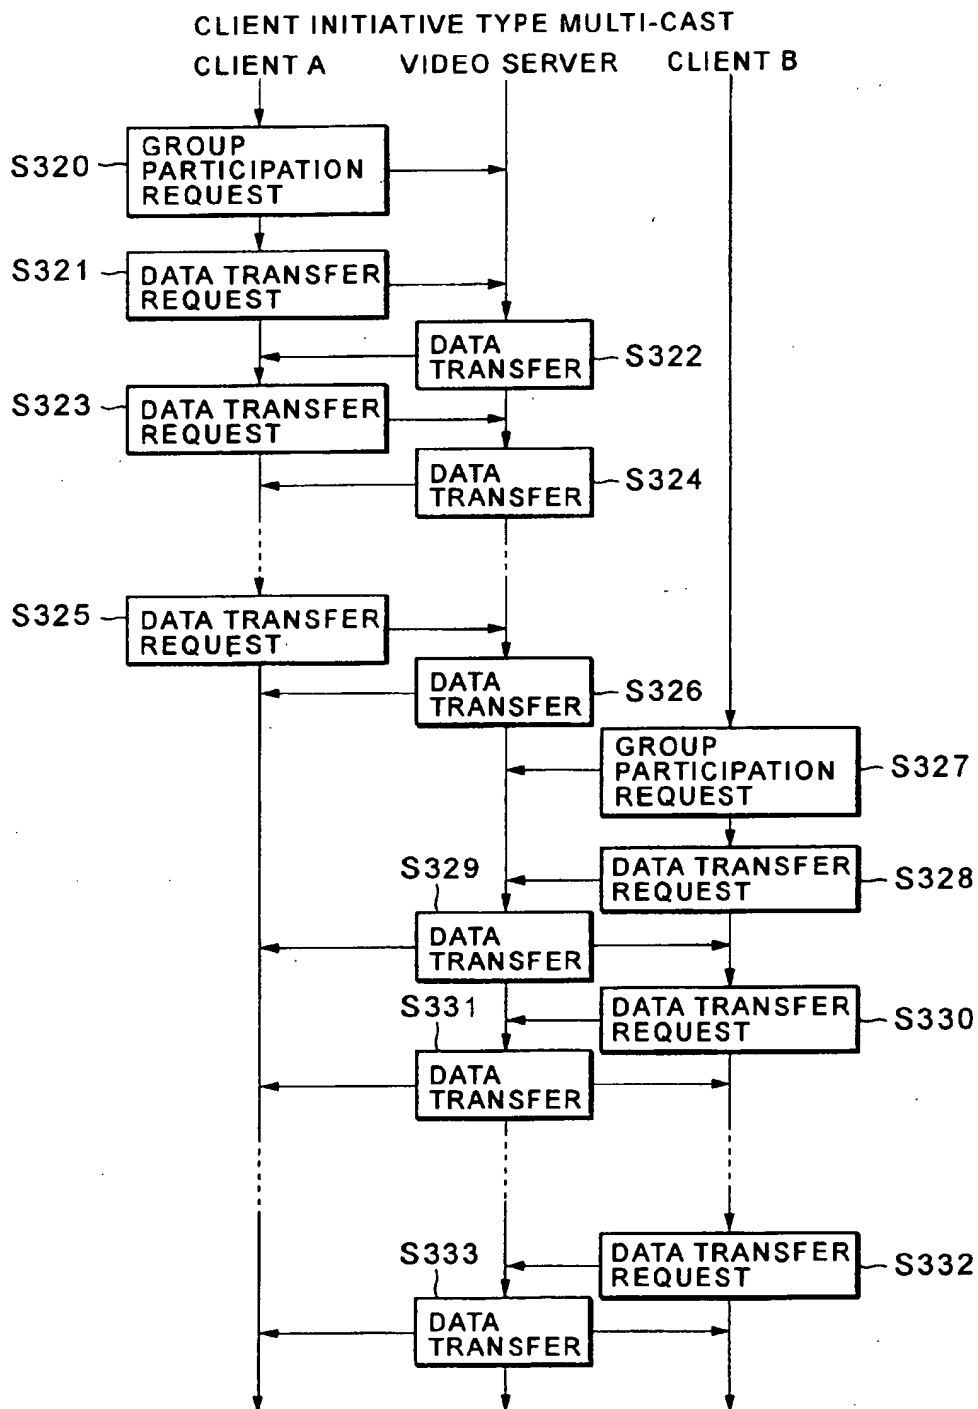 CLIENT INITIATIVE TYPE MULTI-CAST
CLIENT A VIDEO SERVER CLIENT B
S320
GROUP
PARTICIPATION
REQUEST
S321
DATA TRANSFER
REQUEST
DATA
TRANSFER
S322
S323
DATA TRANSFER
REQUEST
DATA
TRANSFER
S324
S325
DATA TRANSFER
REQUEST
DATA
TRANSFER
S326
GROUP
PARTICIPATION
REQUEST
S327
DATA TRANSFER
REQUEST
S328
S329
DATA
TRANSFER
DATA TRANSFER
REQUEST
S330
S331
DATA
TRANSFER
DATA TRANSFER
REQUEST
S332
S333
DATA
TRANSFER